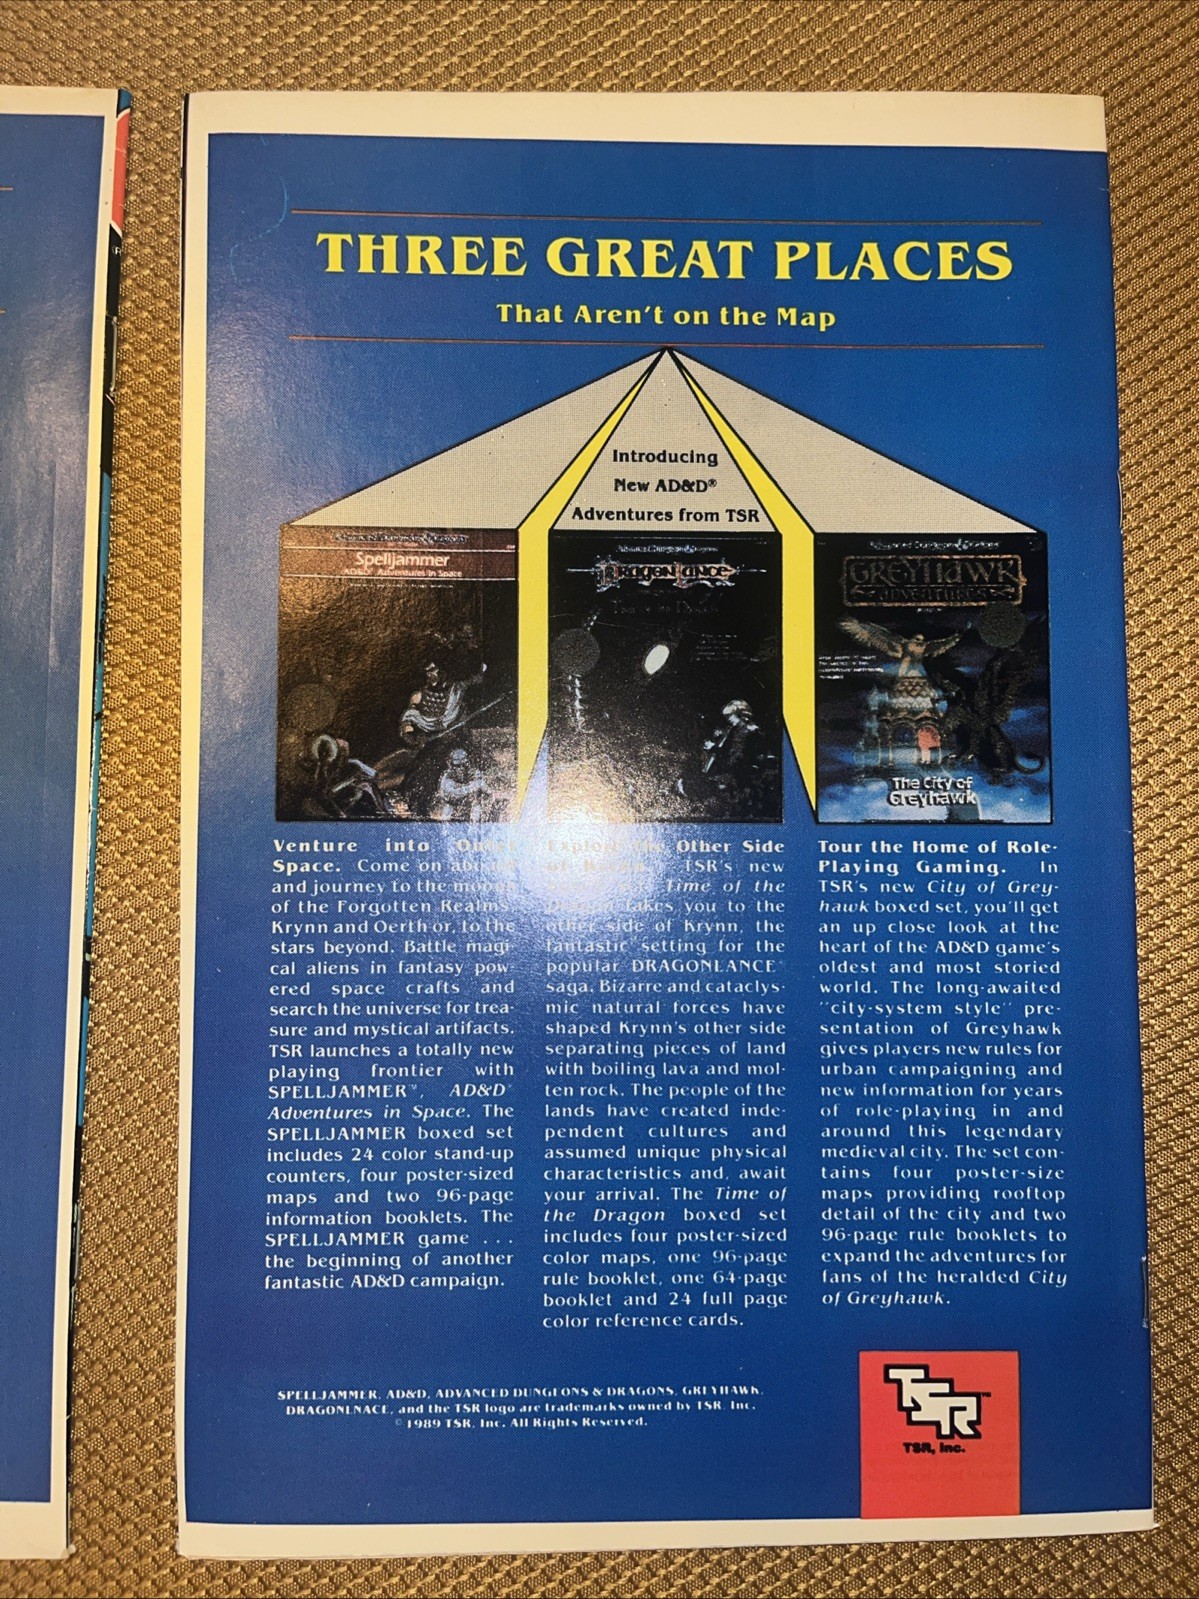 THREE GREAT PLACES
That Aren't on the Map
Introducing
New AD&D®
Adventures from TSR
Spelljammer
AD&D® Adventures in Space
Advanced Dungeons & Dragons
DRAGONLANCE
Advanced Dungeons & Dragons
GREYHAWK
ADVENTURES
The City of
Greyhawk
Venture into Outer
Space. Come on aboard
and journey to the moons
of the Forgotten Realms,
Krynn and Oerth or, to the
stars beyond. Battle magi-
cal aliens in fantasy pow-
ered space crafts and
search the universe for trea-
sure and mystical artifacts.
TSR launches a totally new
playing frontier with
SPELLJAMMER™, AD&D®
Adventures in Space. The
SPELLJAMMER boxed set
includes 24 color stand-up
counters, four poster-sized
maps and two 96-page
information booklets. The
SPELLJAMMER game . . .
the beginning of another
fantastic AD&D campaign.
Explore the Other Side
of TSR's new
Time of the
Dragon takes you to the
other side of Krynn, the
fantastic setting for the
popular DRAGONLANCE®
saga. Bizarre and cataclys-
mic natural forces have
shaped Krynn's other side
separating pieces of land
with boiling lava and mol-
ten rock. The people of the
lands have created inde-
pendent cultures and
assumed unique physical
characteristics and, await
your arrival. The Time of
the Dragon boxed set
includes four poster-sized
color maps, one 96-page
rule booklet, one 64-page
booklet and 24 full page
color reference cards.
Tour the Home of Role-
Playing Gaming. In
TSR's new City of Grey-
hawk boxed set, you'll get
an up close look at the
heart of the AD&D game's
oldest and most storied
world. The long-awaited
"city-system style" pre-
sentation of Greyhawk
gives players new rules for
urban campaigning and
new information for years
of role-playing in and
around this legendary
medieval city. The set con-
tains four poster-size
maps providing rooftop
detail of the city and two
96-page rule booklets to
expand the adventures for
fans of the heralded City
of Greyhawk.
SPELLJAMMER, AD&D, ADVANCED DUNGEONS & DRAGONS, GREYHAWK,
DRAGONLNACE, and the TSR logo are trademarks owned by TSR, Inc.
©1989 TSR, Inc. All Rights Reserved.
TSR™
TSR, Inc.